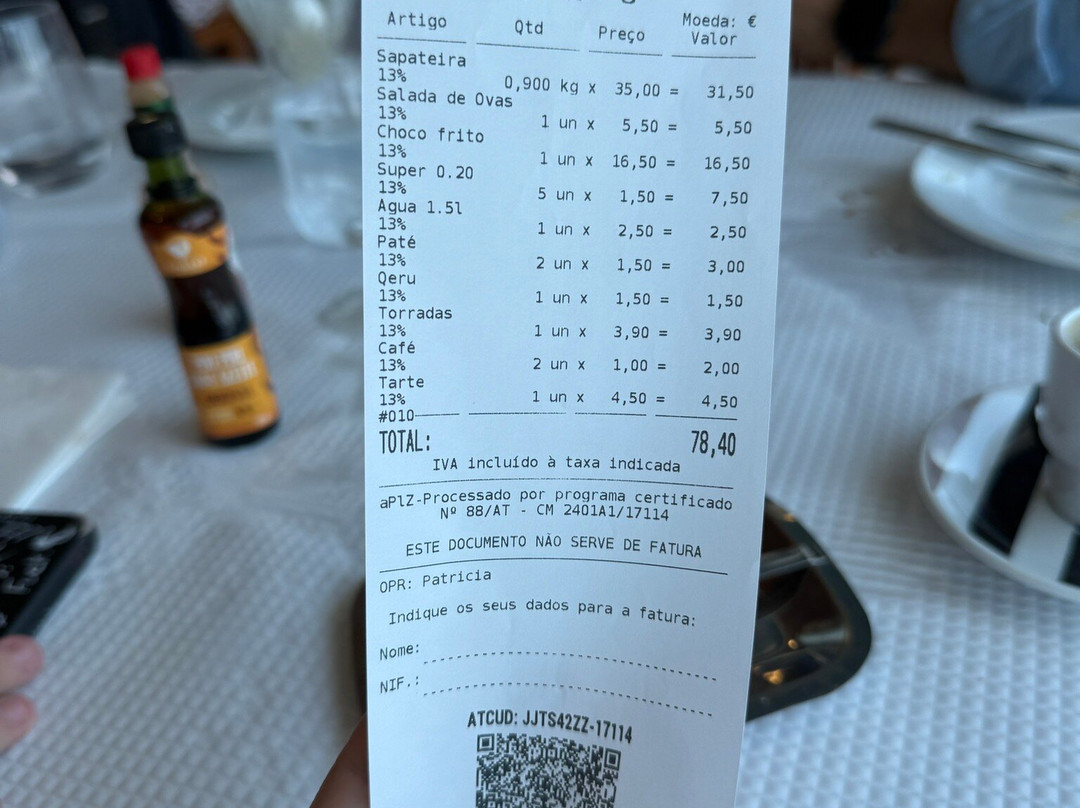 Artigo Qtd Preço Moeda: €
Valor
Sapateira
13% 0,900 kg x 35,00 = 31,50
Salada de Ovas
13% 1 un x 5,50 = 5,50
Choco frito
13% 1 un x 16,50 = 16,50
Super 0.20
13% 5 un x 1,50 = 7,50
Agua 1.5l
13% 1 un x 2,50 = 2,50
Paté
13% 2 un x 1,50 = 3,00
Qeru
13% 1 un x 1,50 = 1,50
Torradas
13% 1 un x 3,90 = 3,90
Café
13% 2 un x 1,00 = 2,00
Tarte
13% 1 un x 4,50 = 4,50
#010
TOTAL: 78,40
IVA incluído à taxa indicada
aPlZ-Processado por programa certificado
Nº 88/AT - CM 2401A1/17114
ESTE DOCUMENTO NÃO SERVE DE FATURA
OPR: Patricia
Indique os seus dados para a fatura:
Nome:
NIF.:
ATCUD: JJTS42ZZ-17114